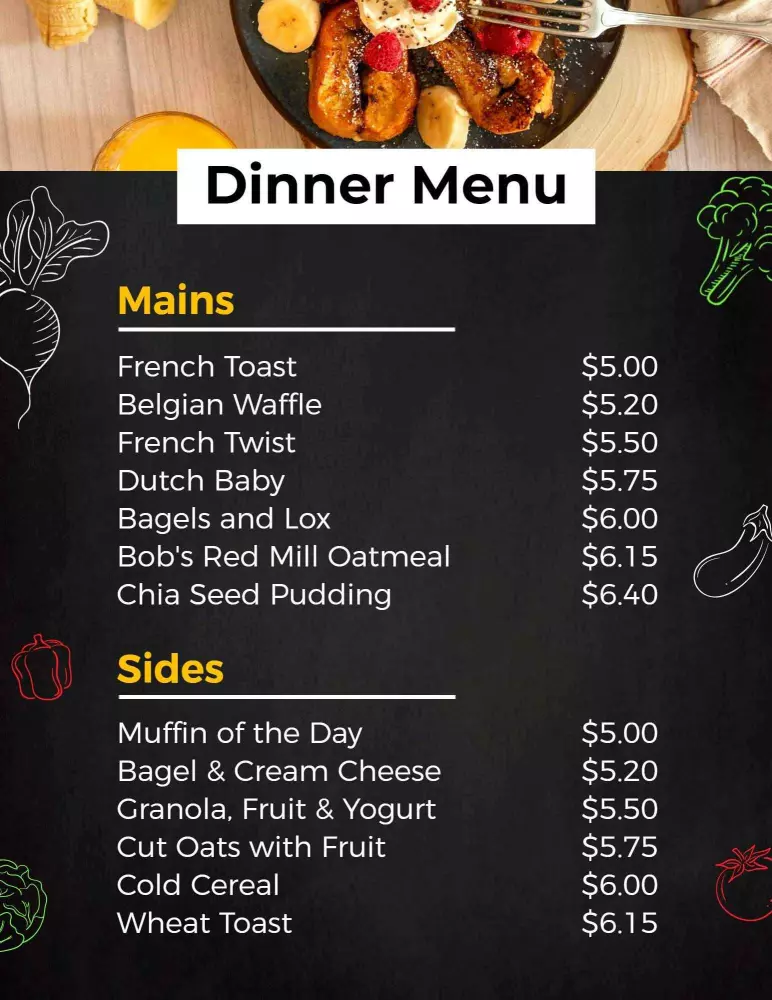 Dinner Menu
Mains
French Toast $5.00
Belgian Waffle $5.20
French Twist $5.50
Dutch Baby $5.75
Bagels and Lox $6.00
Bob's Red Mill Oatmeal $6.15
Chia Seed Pudding $6.40
Sides
Muffin of the Day $5.00
Bagel & Cream Cheese $5.20
Granola, Fruit & Yogurt $5.50
Cut Oats with Fruit $5.75
Cold Cereal $6.00
Wheat Toast $6.15